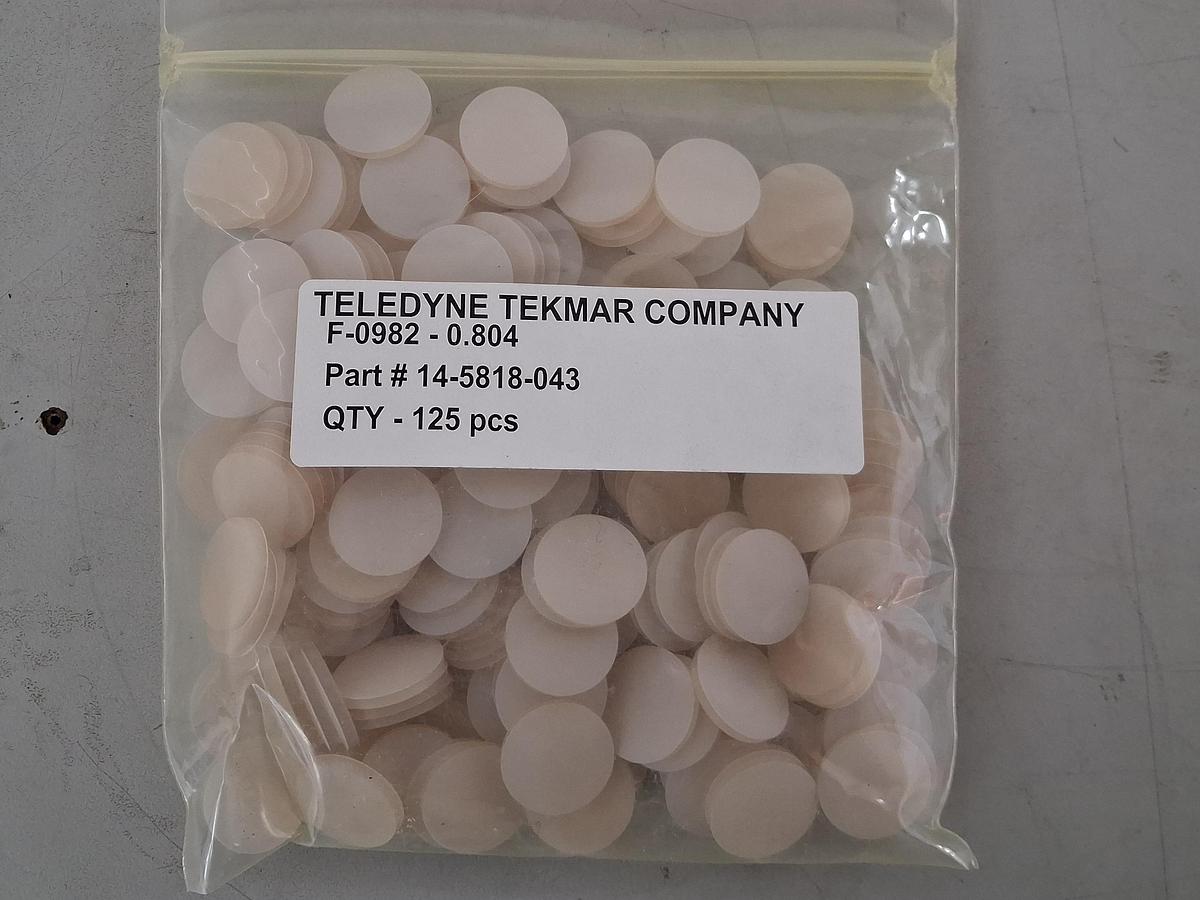 TELEDYNE TEKMAR COMPANY
F-0982 - 0.804
Part # 14-5818-043
QTY - 125 pcs